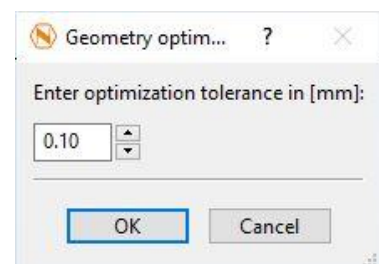 Geometry optim... ?
Enter optimization tolerance in [mm]:
0.10
OK Cancel